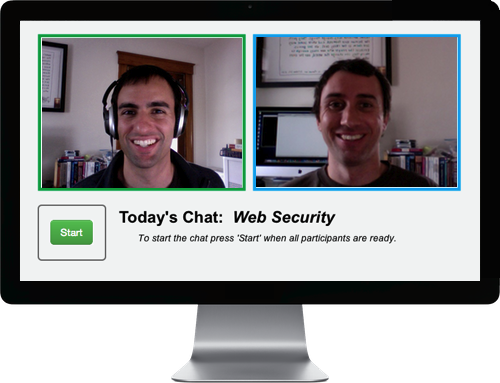 Today's Chat: Web Security
Start
To start the chat press 'Start' when all participants are ready.